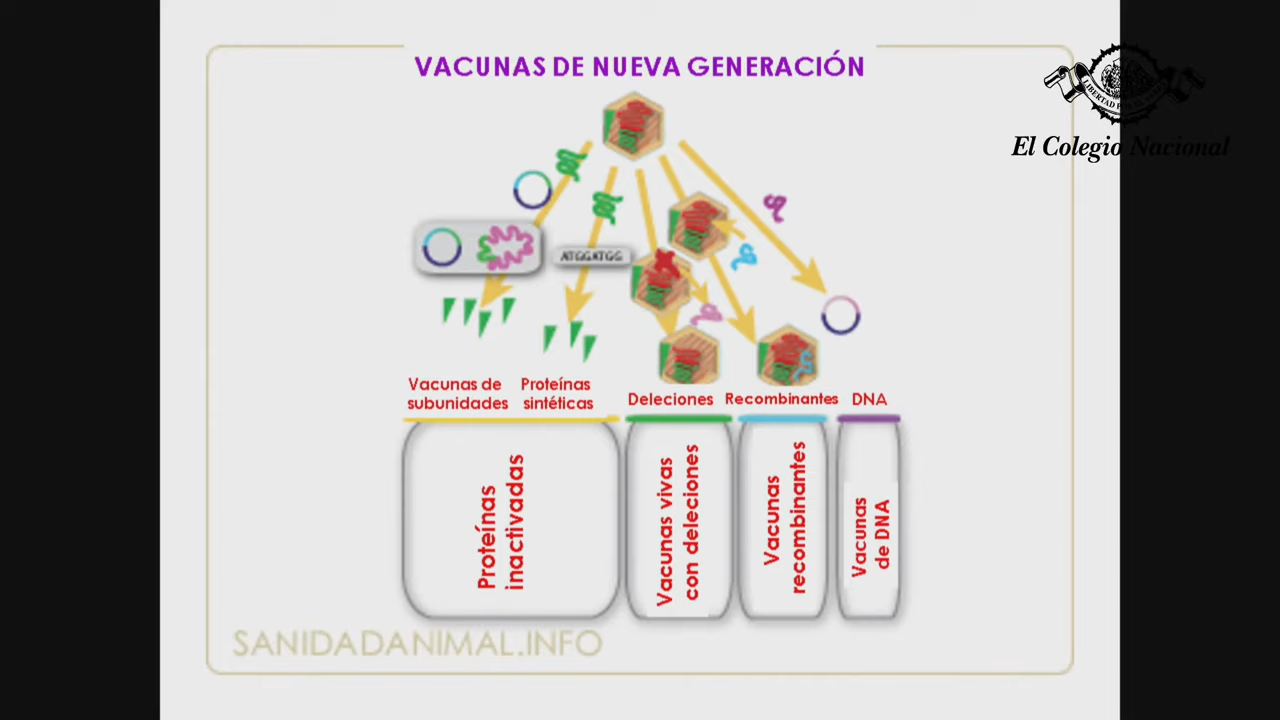 VACUNAS DE NUEVA GENERACIÓN
El Colegio Nacional
ATGGATGG
Vacunas de
subunidades
Proteínas
sintéticas
Deleciones
Recombinantes
DNA
Proteínas
inactivadas
Vacunas vivas
con deleciones
Vacunas
recombinantes
Vacunas
de DNA
SANIDADANIMAL.INFO